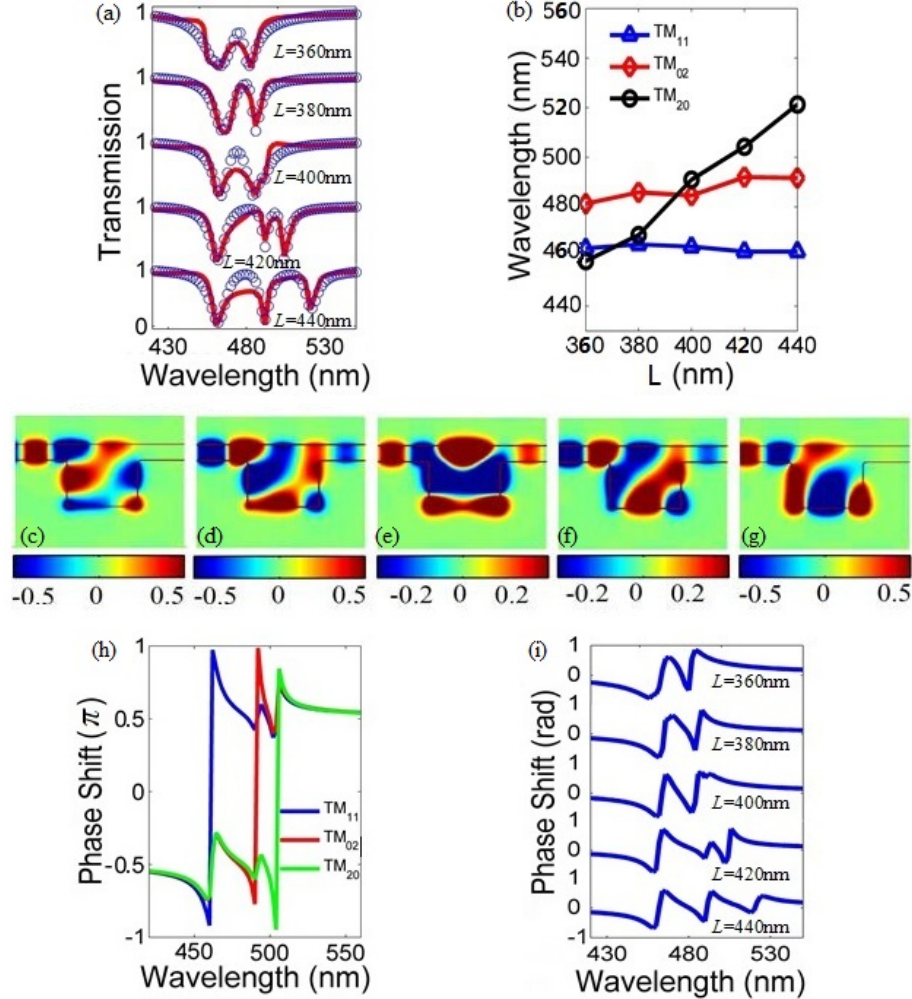 (a)
Transmission
1
1
1
1
1
0
L=360nm
L=380nm
L=400nm
L=420nm
L=440nm
430 480 550
Wavelength (nm)
(b)
Wavelength (nm)
560
540
520
500
480
460
440
TM11
TM02
TM20
360 380 400 420 440
L (nm)
(c) (d) (e) (f) (g)
-0.5 0 0.5
-0.5 0 0.5
-0.2 0 0.2
-0.2 0 0.2
-0.5 0 0.5
(h)
Phase Shift (π)
1
0.5
0
-0.5
-1
TM11
TM02
TM20
450 500 550
Wavelength (nm)
(i)
Phase Shift (rad)
1
0
1
0
1
0
1
0
1
0
-1
L=360nm
L=380nm
L=400nm
L=420nm
L=440nm
430 480 550
Wavelength (nm)